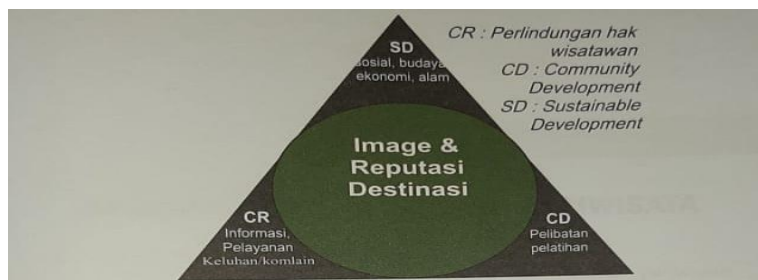 SD
sosial, budaya
ekonomi, alam
CR : Perlindungan hak
wisatawan
CD : Community
Development
SD : Sustainable
Development
Image &
Reputasi
Destinasi
CR
Informasi,
Pelayanan
Keluhan/komlain
CD
Pelibatan
pelatihan